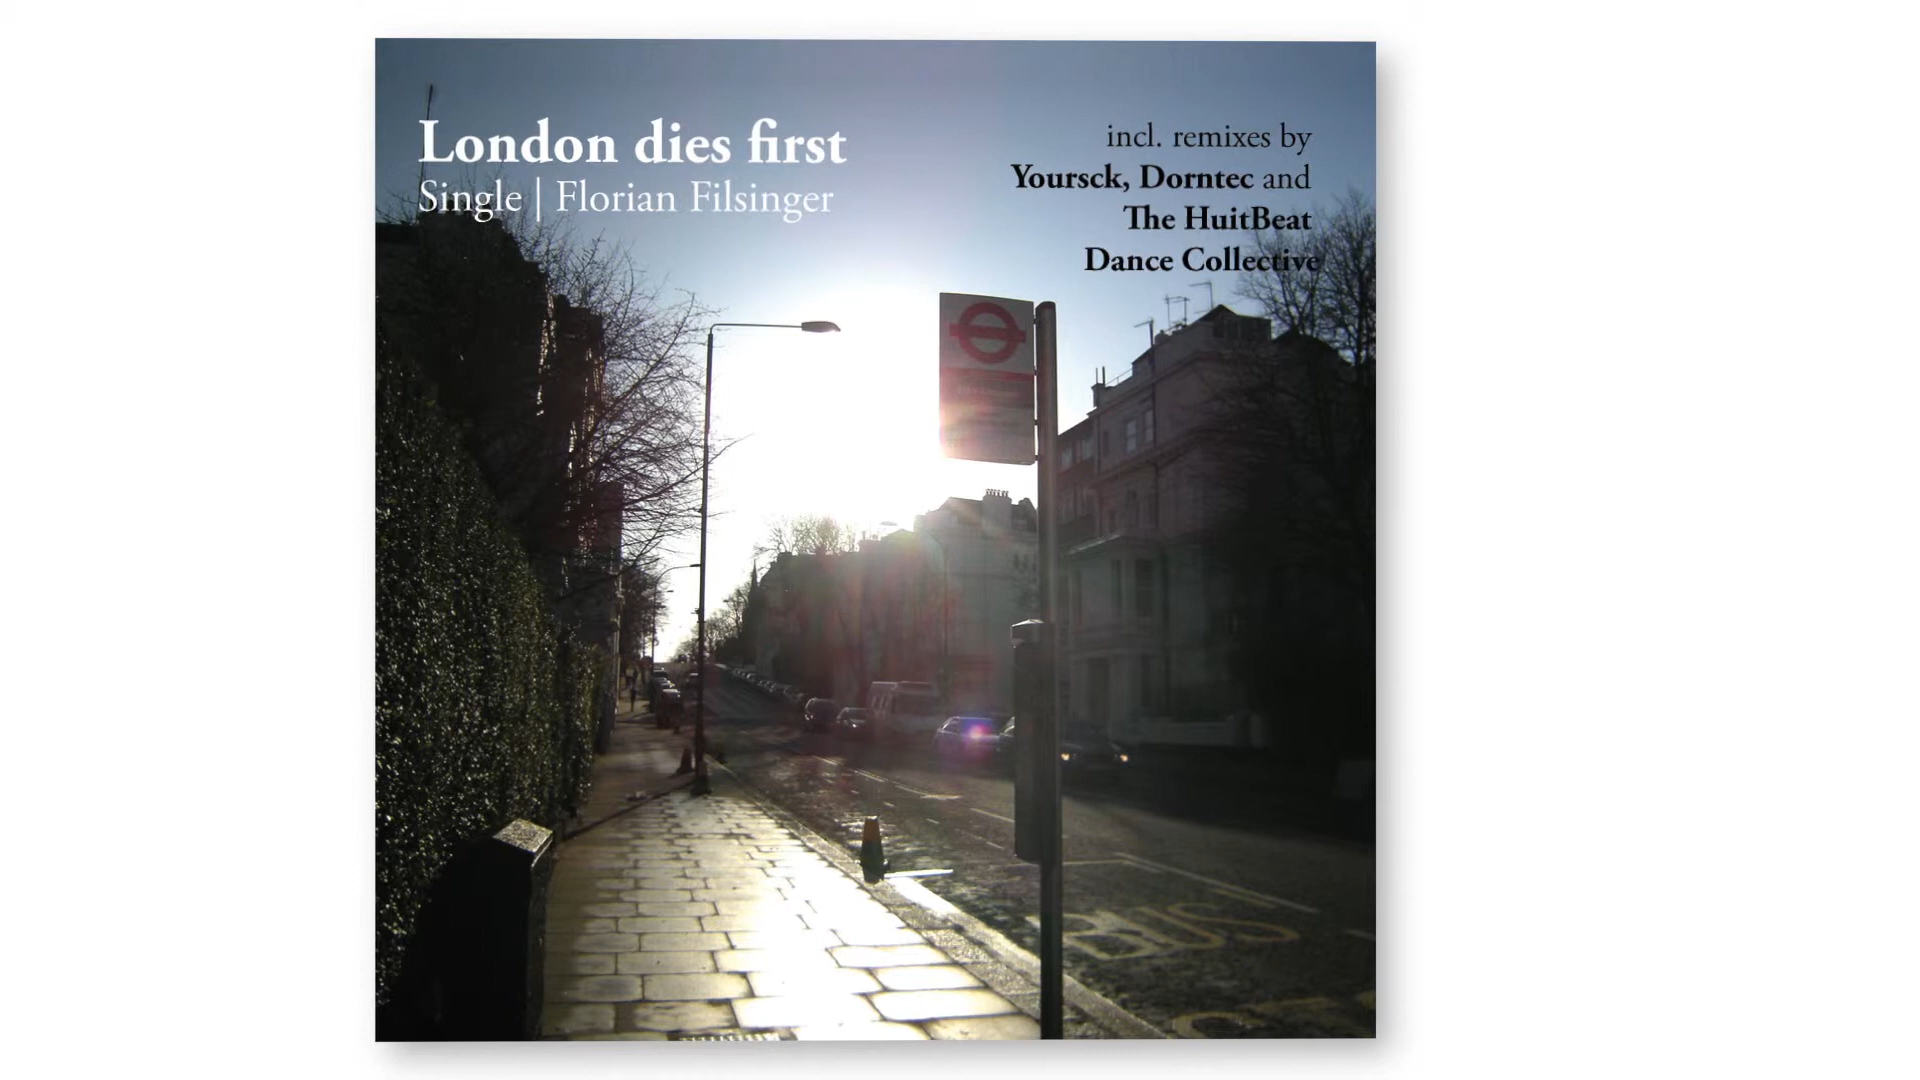 London dies first
Single | Florian Filsinger
incl. remixes by
Yoursck, Dorntec and
The HuitBeat
Dance Collective
BUS